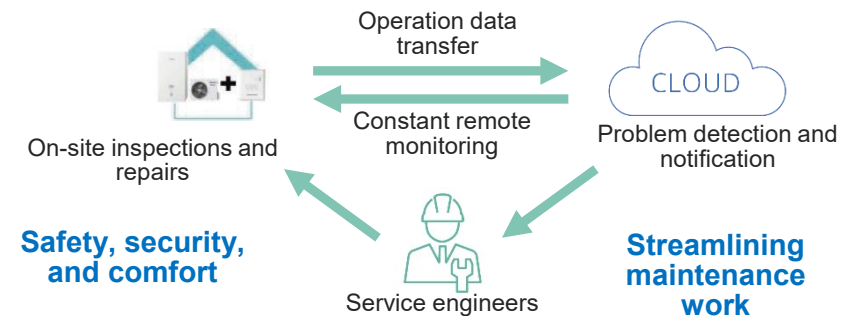 Operation data
transfer
CLOUD
Constant remote
monitoring
On-site inspections and
repairs
Problem detection and
notification
Safety, security,
and comfort
Streamlining
maintenance
work
Service engineers